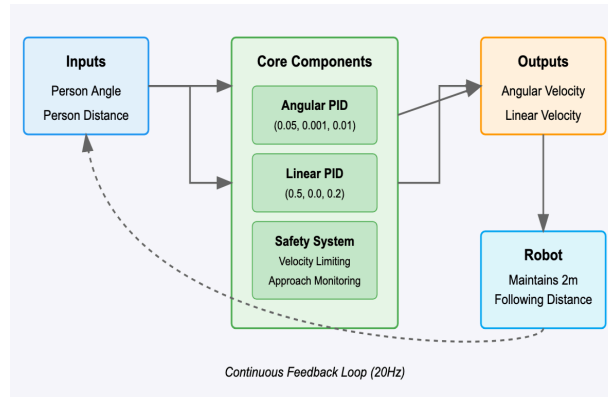 Inputs
Person Angle
Person Distance
Core Components
Angular PID
(0.05, 0.001, 0.01)
Linear PID
(0.5, 0.0, 0.2)
Safety System
Velocity Limiting
Approach Monitoring
Outputs
Angular Velocity
Linear Velocity
Robot
Maintains 2m
Following Distance
Continuous Feedback Loop (20Hz)